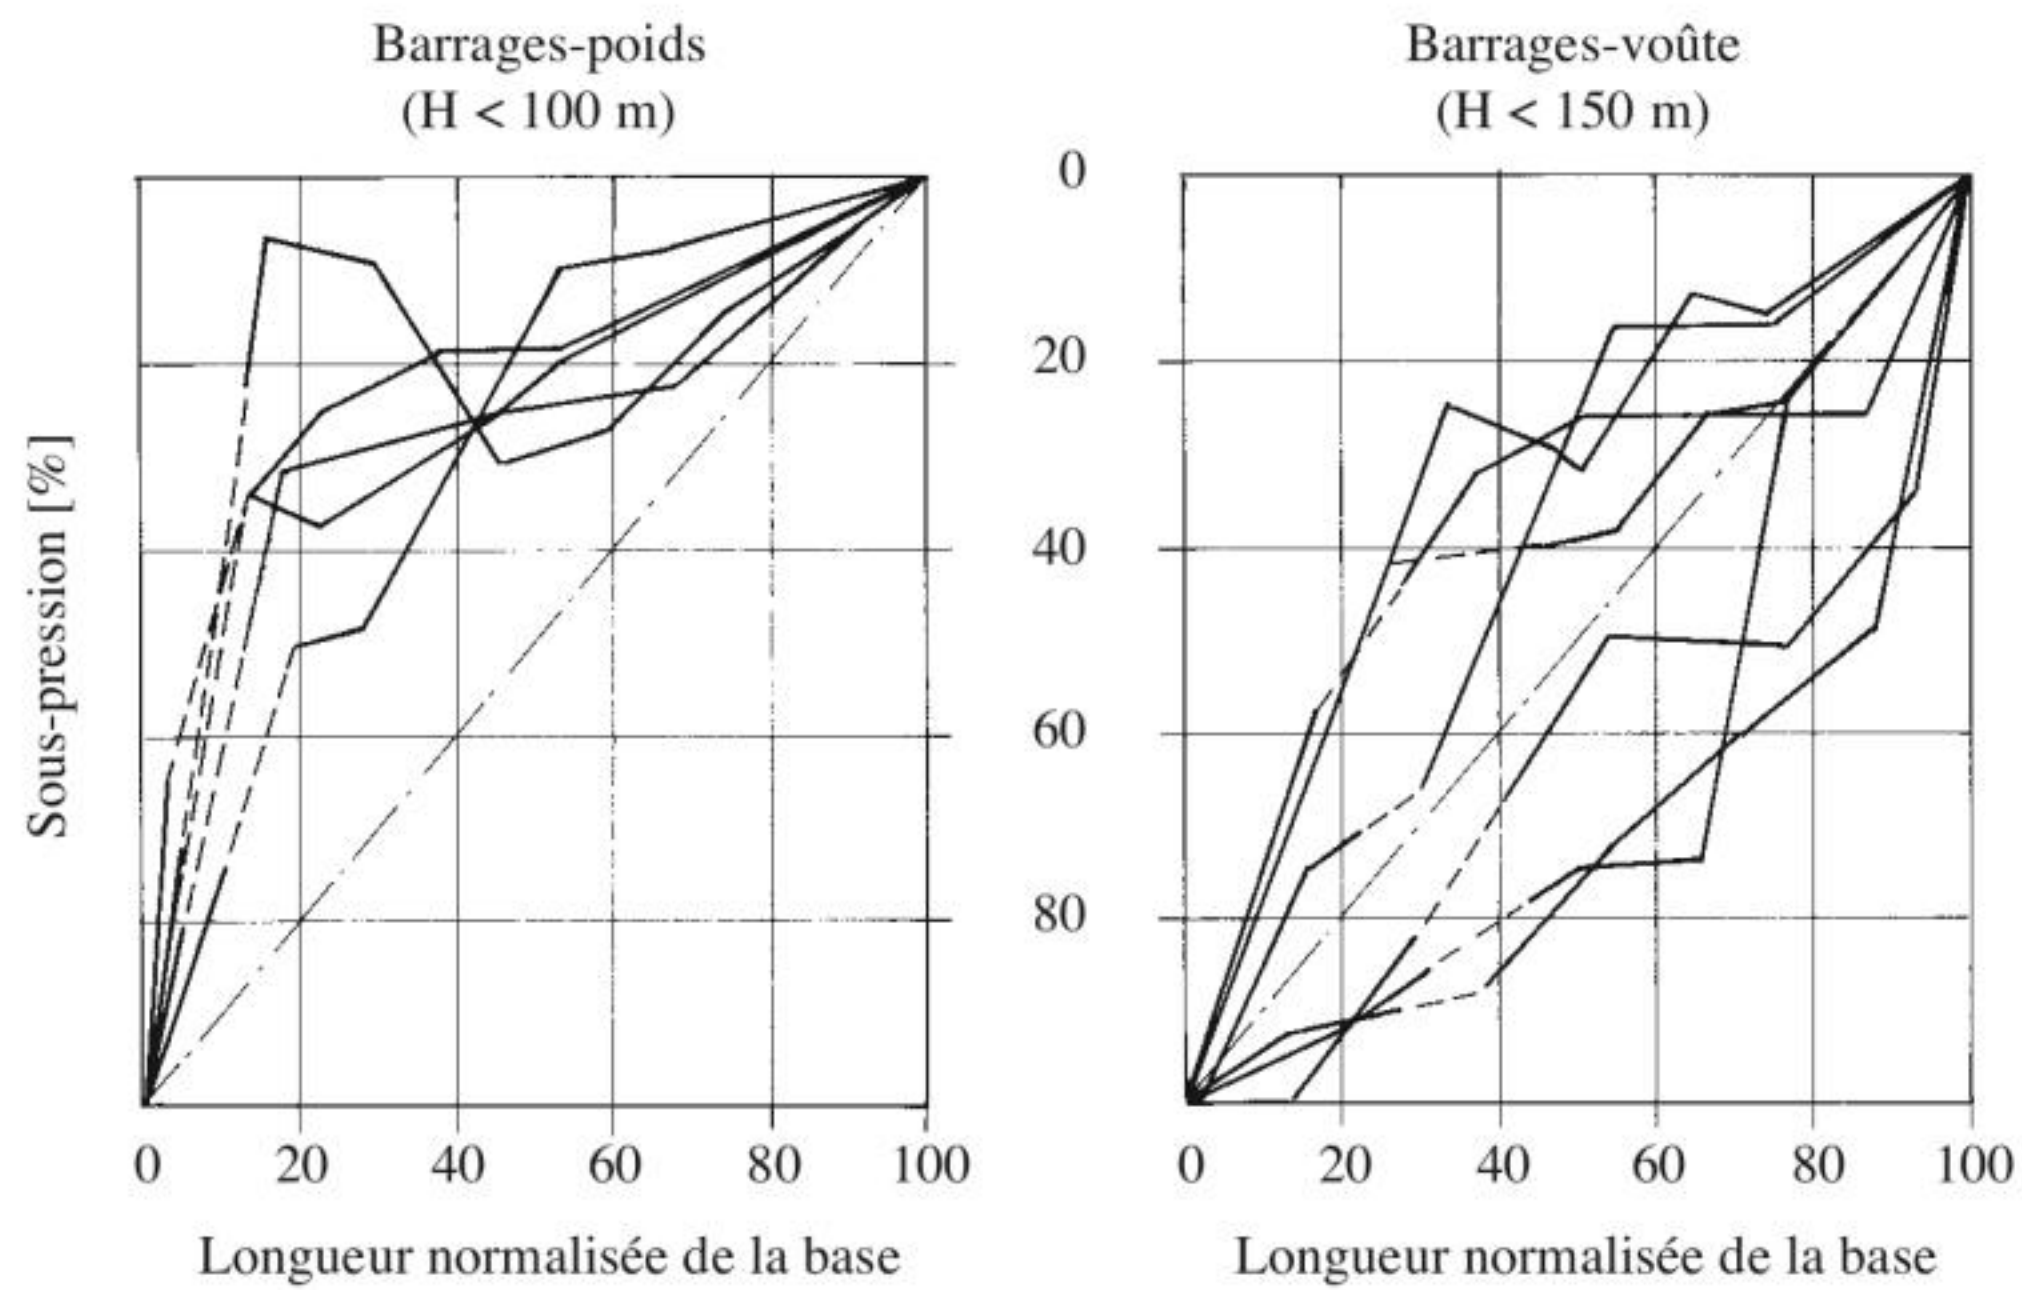 Barrages-poids
(H < 100 m)
Barrages-voûte
(H < 150 m)
Sous-pression [%]
0
20
40
60
80
0 20 40 60 80 100
0 20 40 60 80 100
Longueur normalisée de la base
Longueur normalisée de la base